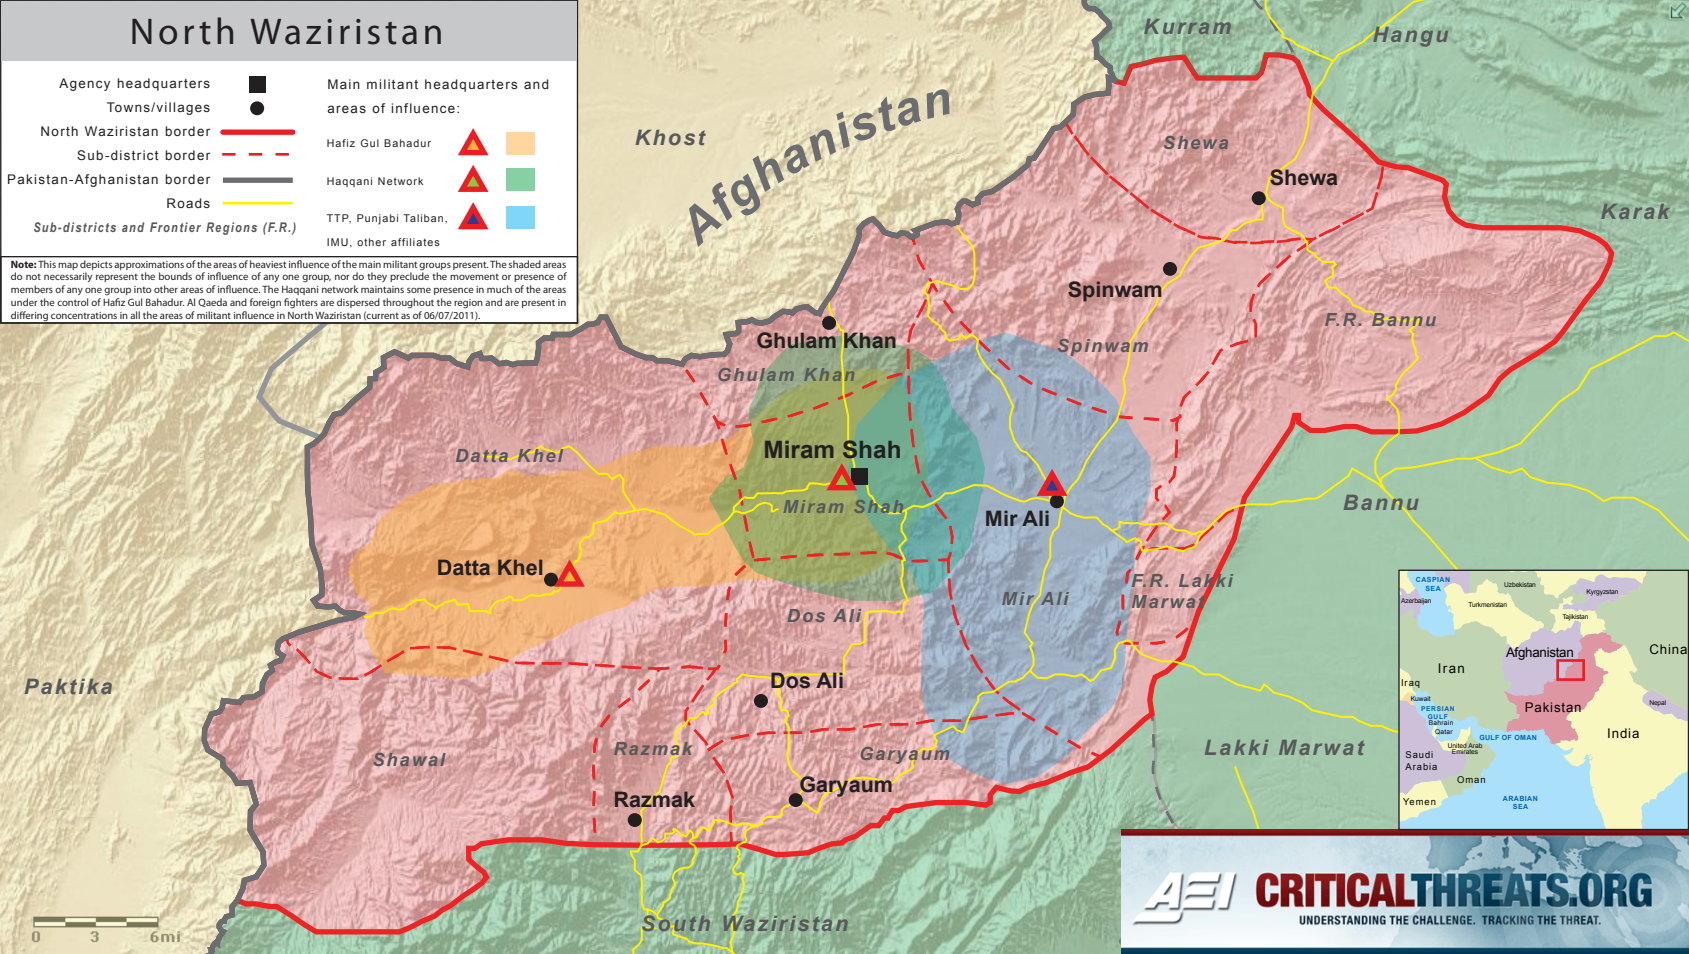 North Waziristan
Agency headquarters
Towns/villages
North Waziristan border
Sub-district border
Pakistan-Afghanistan border
Roads
Sub-districts and Frontier Regions (F.R.)
Main militant headquarters and
areas of influence:
Hafiz Gul Bahadur
Haqqani Network
TTP, Punjabi Taliban,
IMU, other affiliates
Note: This map depicts approximations of the areas of heaviest influence of the main militant groups present. The shaded areas
do not necessarily represent the bounds of influence of any one group, nor do they preclude the movement or presence of
members of any one group into other areas of influence. The Haqqani network maintains some presence in much of the areas
under the control of Hafiz Gul Bahadur. Al Qaeda and foreign fighters are dispersed throughout the region and are present in
differing concentrations in all the areas of militant influence in North Waziristan (current as of 06/07/2011).
Kurram
Hangu
Afghanistan
Khost
Shewa
Shewa
Karak
Spinwam
F.R. Bannu
Ghulam Khan
Spinwam
Ghulam Khan
Miram Shah
Datta Khel
Miram Shah
Bannu
Mir Ali
Datta Khel
F.R. Lakki
Marwat
Mir Ali
Dos Ali
Paktika
Dos Ali
Razmak
Garyaum
Lakki Marwat
Shawal
Garyaum
Razmak
South Waziristan
0 3 6mi
CASPIAN
SEA
Uzbekistan
Kyrgyzstan
Azerbaijan
Turkmenistan
Tajikistan
Afghanistan
China
Iran
Iraq
Kuwait
PERSIAN
GULF
Bahrain
Qatar
Pakistan
Nepal
GULF OF OMAN
India
United Arab
Emirates
Saudi
Arabia
Oman
Yemen
ARABIAN
SEA
AEI
CRITICALTHREATS.ORG
UNDERSTANDING THE CHALLENGE. TRACKING THE THREAT.